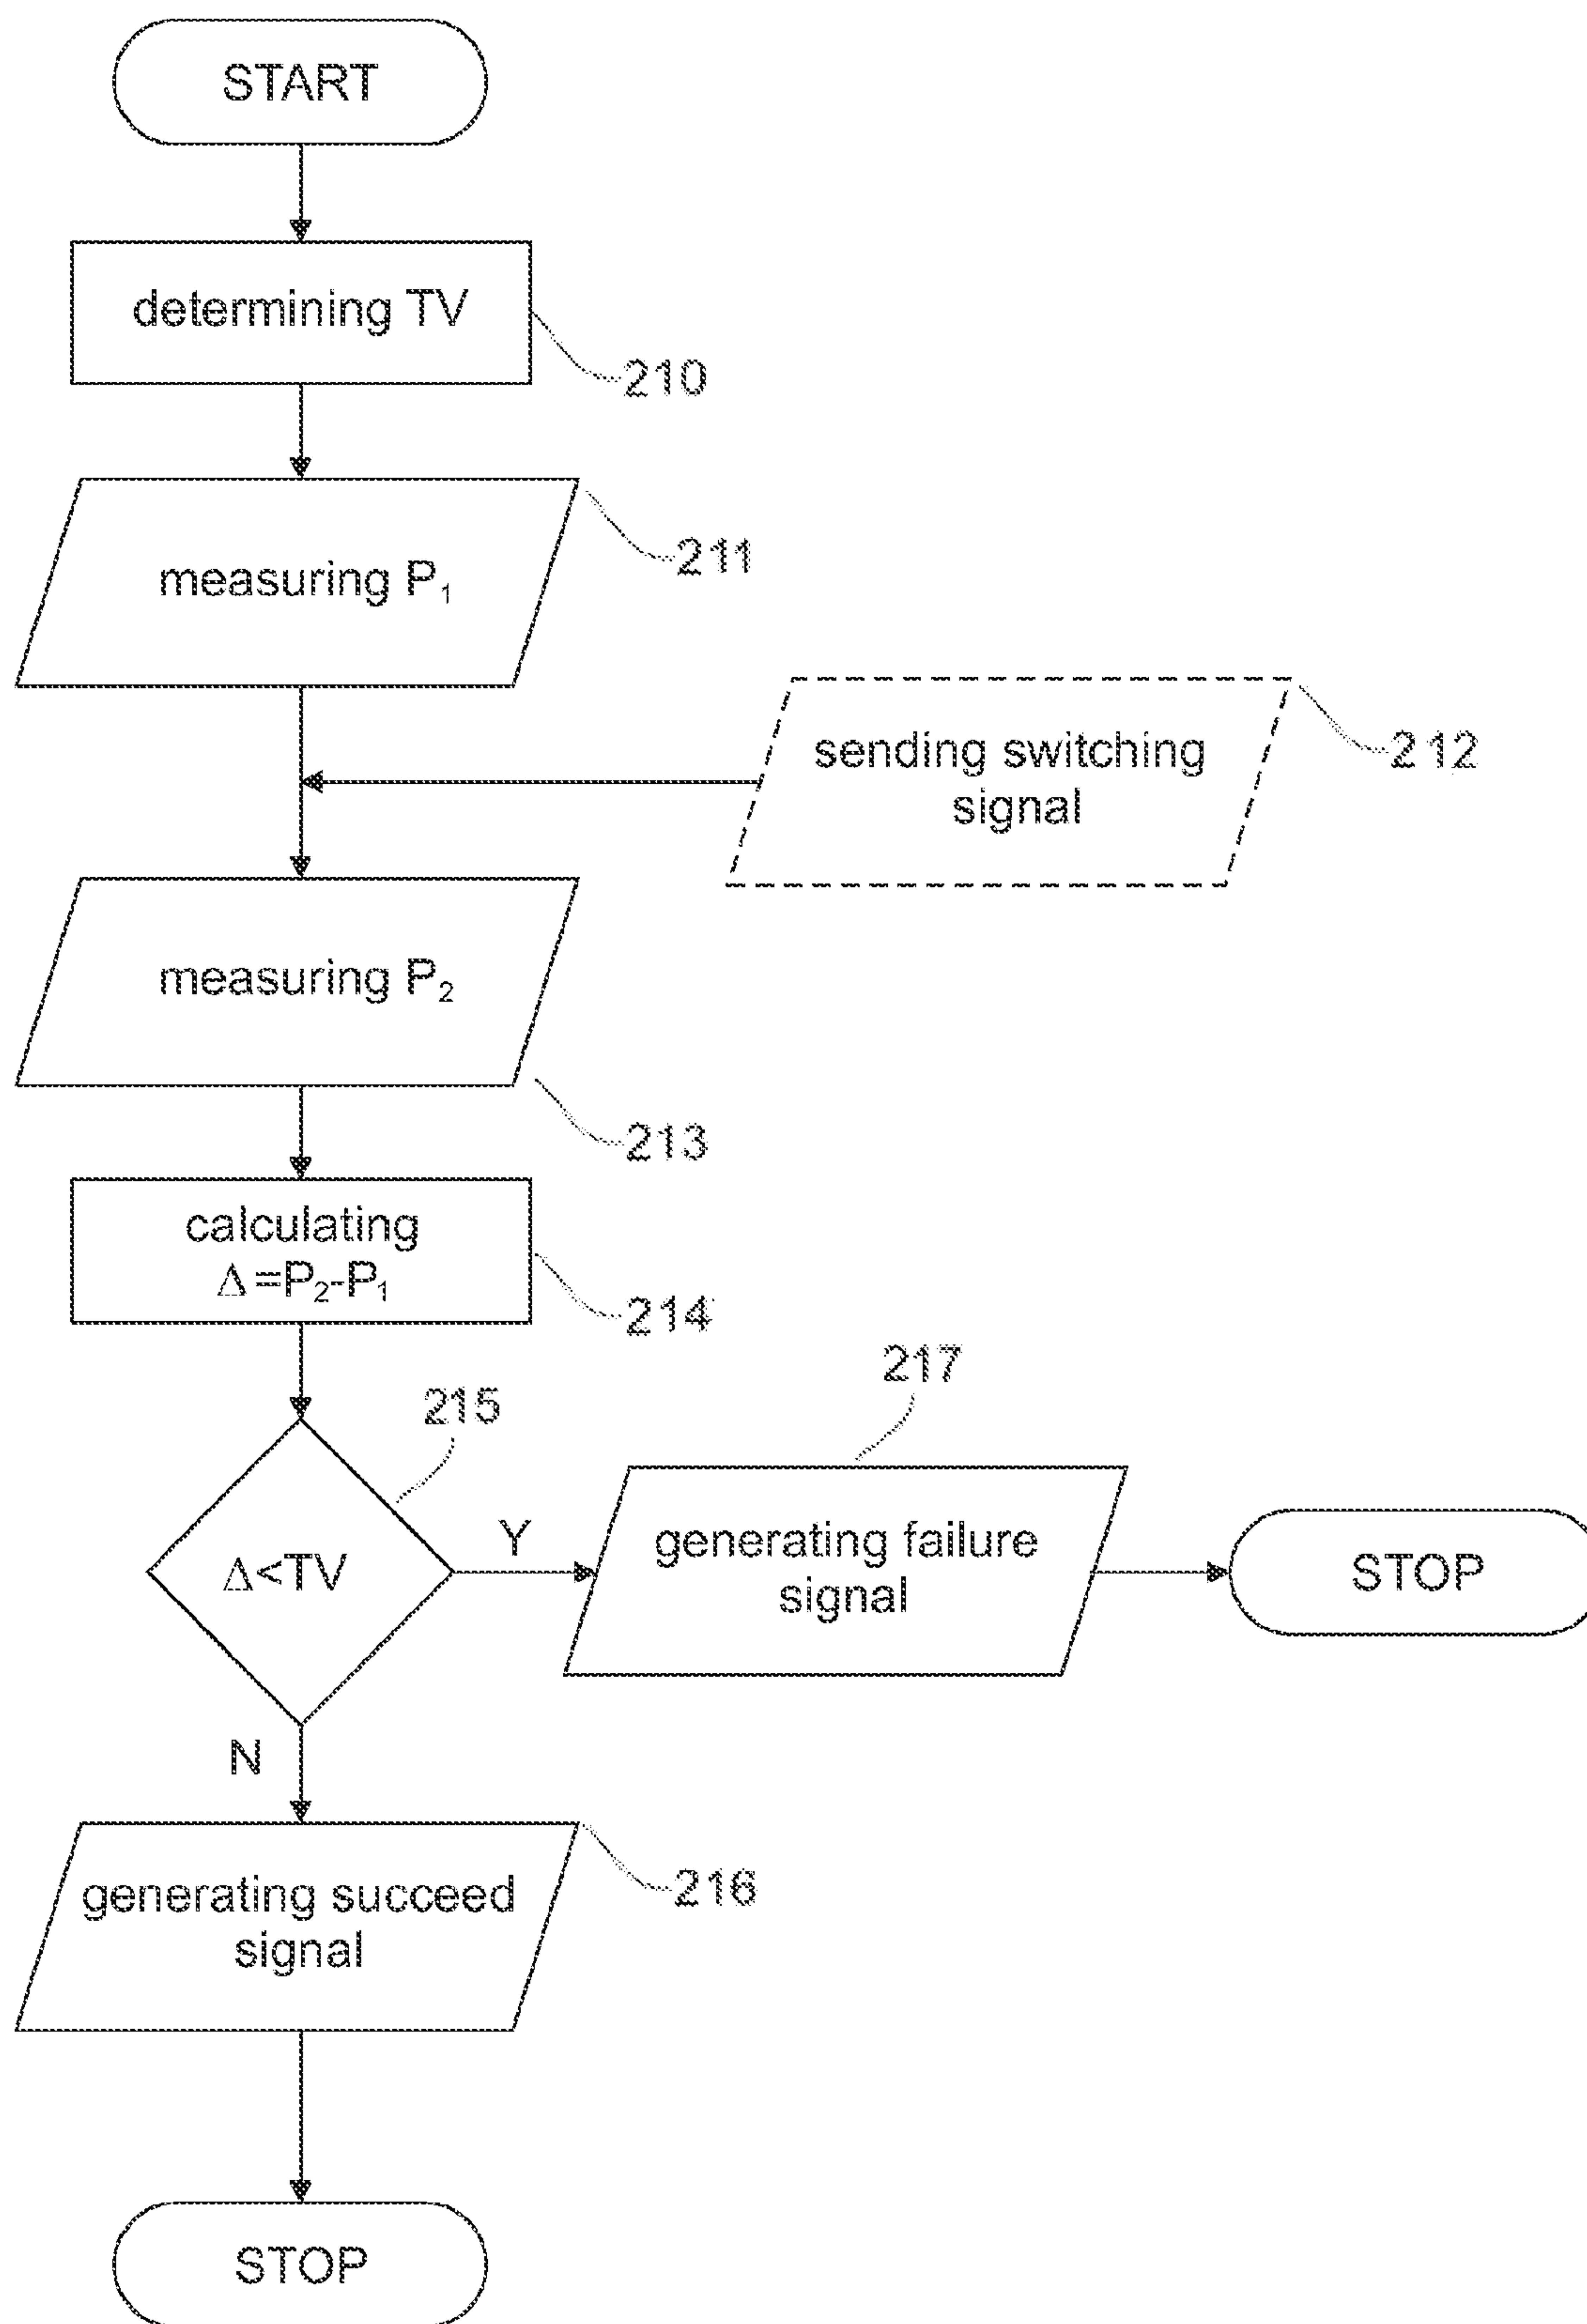 START
determining TV
210
measuring P₁
211
sending switching
signal
212
measuring P₂
213
calculating
Δ=P₂-P₁
214
215
217
Δ<TV
Y
generating failure
signal
STOP
N
generating succeed
signal
216
STOP